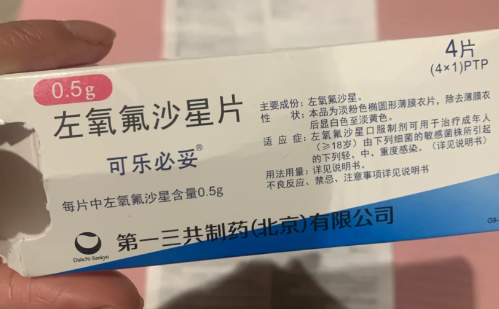 0.5g
左氧氟沙星片
可乐必妥®
每片中左氧氟沙星含量0.5g
Daiichi-Sankyo
第一三共制药(北京)有限公司
4片
(4×1)PTP
主要成份：左氧氟沙星。
性 状：本品为淡粉色椭圆形薄膜衣片，除去薄膜衣
后显白色至淡黄色。
适 应 症：左氧氟沙星口服制剂可用于治疗成年人
(≥18岁) 由下列细菌的敏感菌株所引起
的下列轻、中、重度感染。(详见说明书)
用法用量：详见说明书。
不良反应、禁忌、注意事项详见说明书